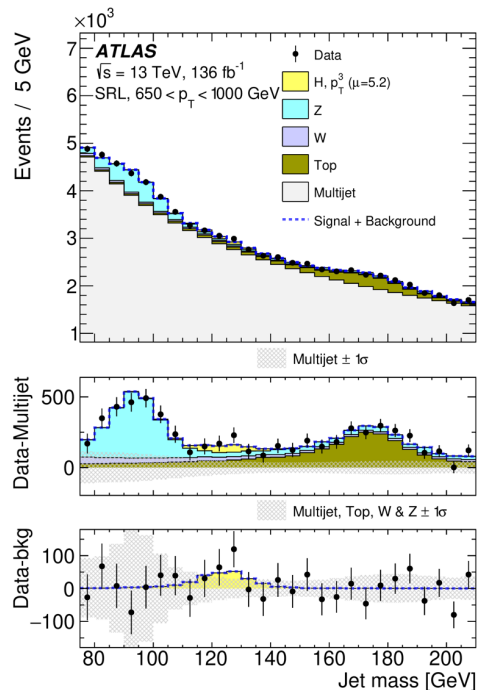 ×10³
ATLAS
√s = 13 TeV, 136 fb⁻¹
SRL, 650 < p_T < 1000 GeV
Data
H, p_T³ (μ=5.2)
Z
W
Top
Multijet
Signal + Background
Events / 5 GeV
7
6
5
4
3
2
1
Multijet ± 1σ
Data-Multijet
500
0
Multijet, Top, W & Z ± 1σ
Data-bkg
100
0
−100
80 100 120 140 160 180 200
Jet mass [GeV]